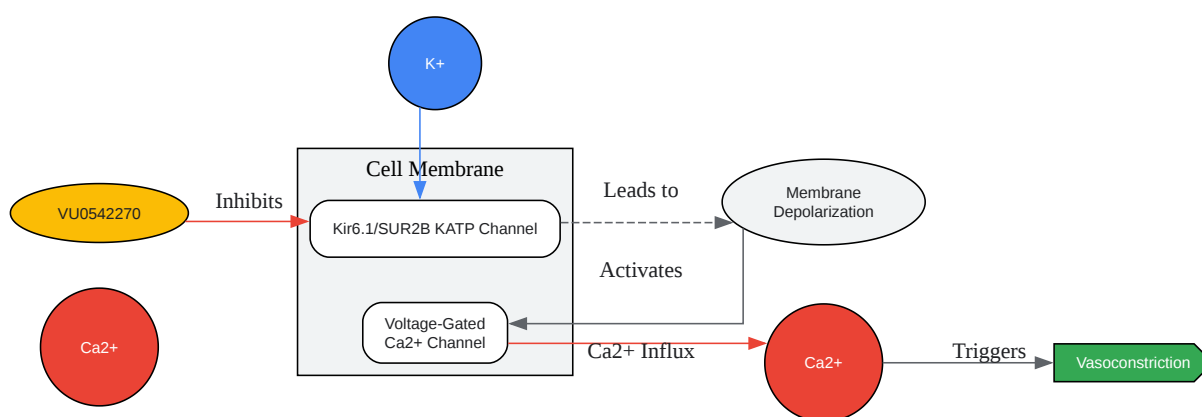 K+
Cell Membrane
VU0542270
Inhibits
Kir6.1/SUR2B KATP Channel
Leads to
Membrane
Depolarization
Activates
Ca2+
Voltage-Gated
Ca2+ Channel
Ca2+ Influx
Ca2+
Triggers
Vasoconstriction